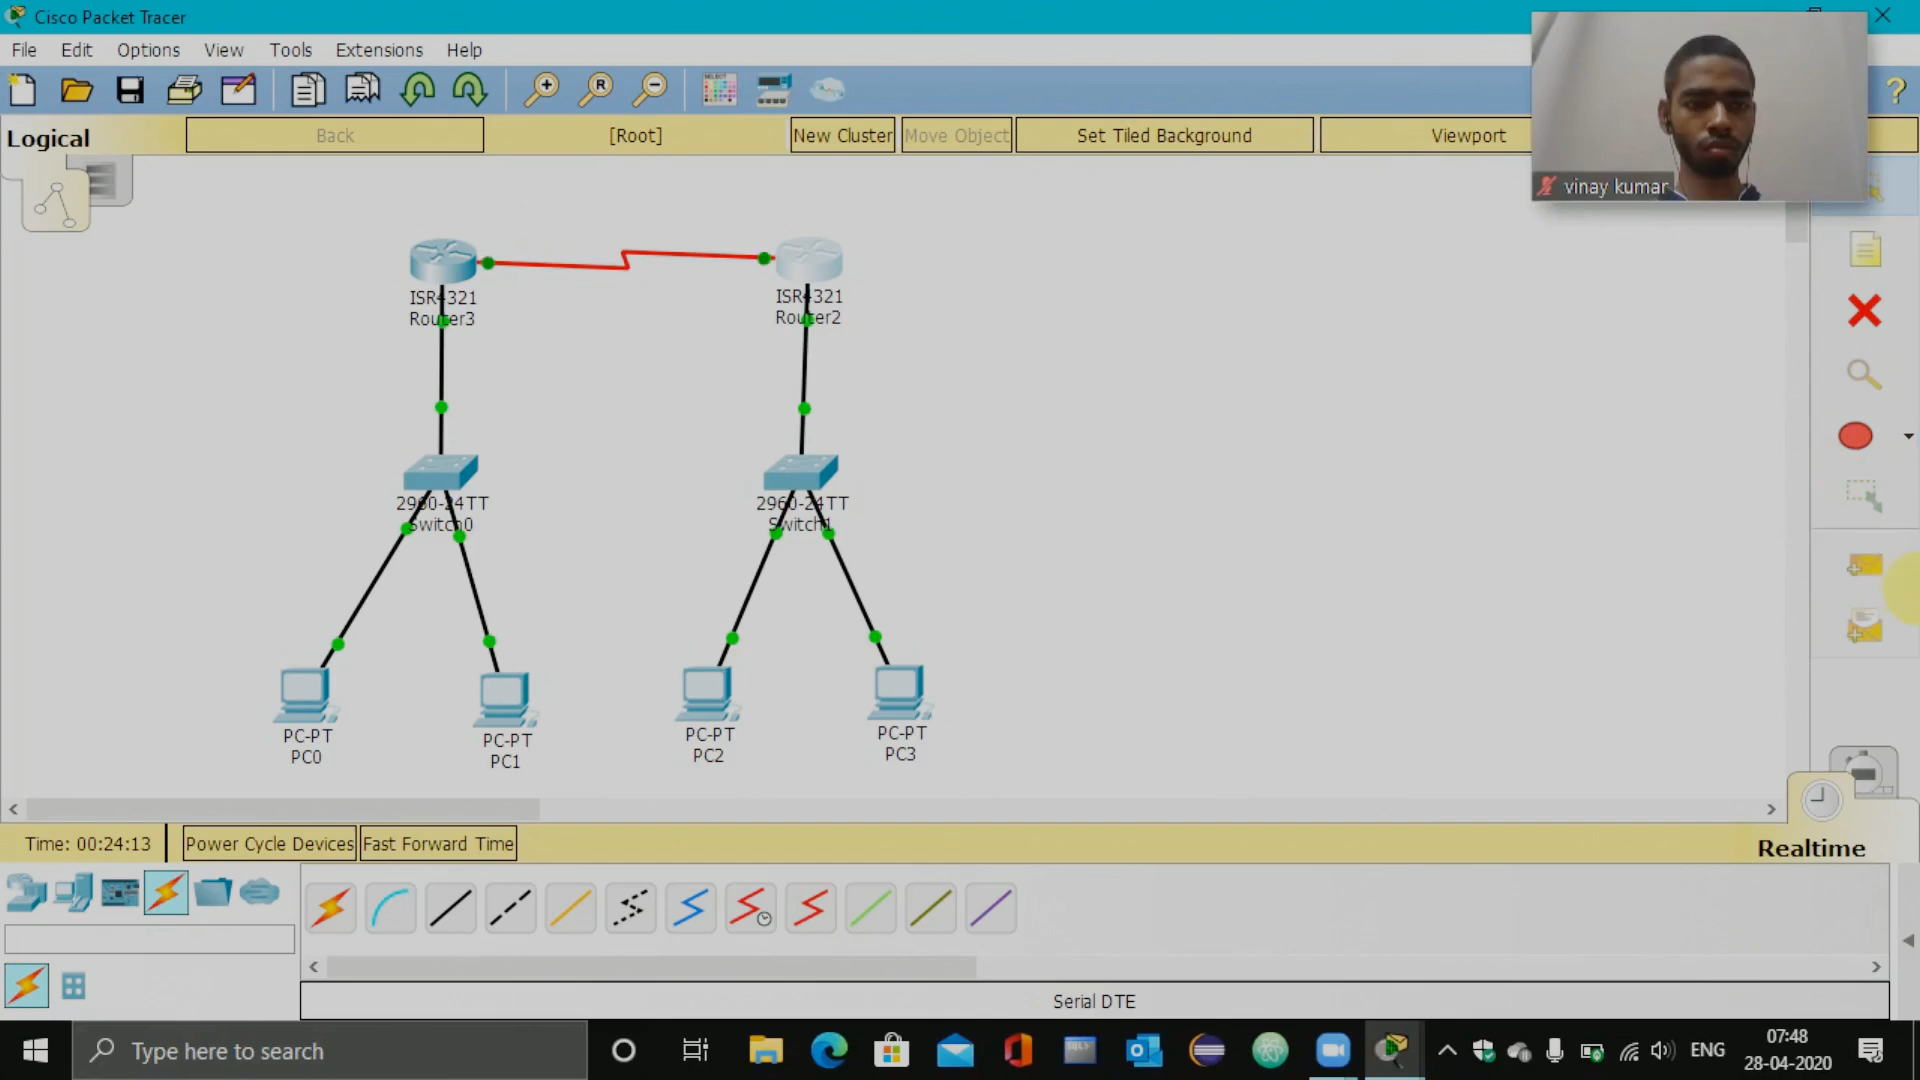 Cisco Packet Tracer
File Edit Options View Tools Extensions Help
Logical Back [Root] New Cluster Move Object Set Tiled Background Viewport
vinay kumar
ISR4321
Router3
ISR4321
Router2
2960-24TT
Switch0
2960-24TT
Switch1
PC-PT
PC0
PC-PT
PC1
PC-PT
PC2
PC-PT
PC3
Time: 00:24:13 Power Cycle Devices Fast Forward Time
Realtime
Serial DTE
Type here to search
ENG
07:48
28-04-2020